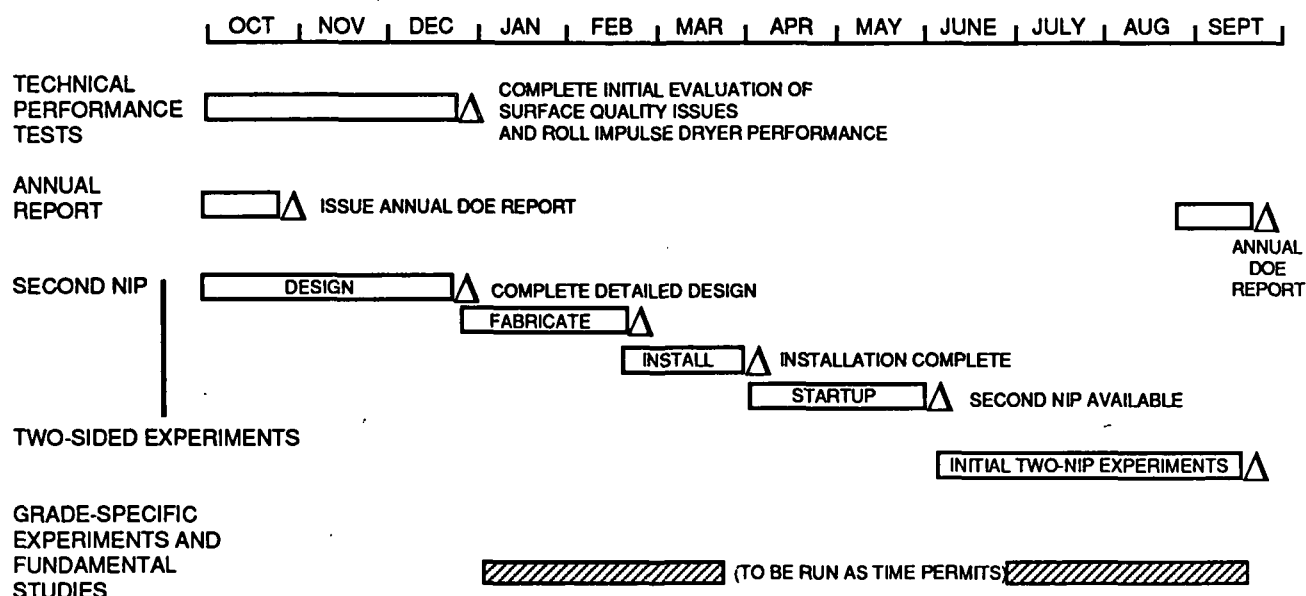 OCT NOV DEC JAN FEB MAR APR MAY JUNE JULY AUG SEPT
TECHNICAL
PERFORMANCE
TESTS
COMPLETE INITIAL EVALUATION OF
SURFACE QUALITY ISSUES
AND ROLL IMPULSE DRYER PERFORMANCE
ANNUAL
REPORT
ISSUE ANNUAL DOE REPORT
ANNUAL
DOE
REPORT
SECOND NIP
DESIGN
COMPLETE DETAILED DESIGN
FABRICATE
INSTALL
INSTALLATION COMPLETE
STARTUP
SECOND NIP AVAILABLE
TWO-SIDED EXPERIMENTS
INITIAL TWO-NIP EXPERIMENTS
GRADE-SPECIFIC
EXPERIMENTS AND
FUNDAMENTAL
STUDIES
(TO BE RUN AS TIME PERMITS)